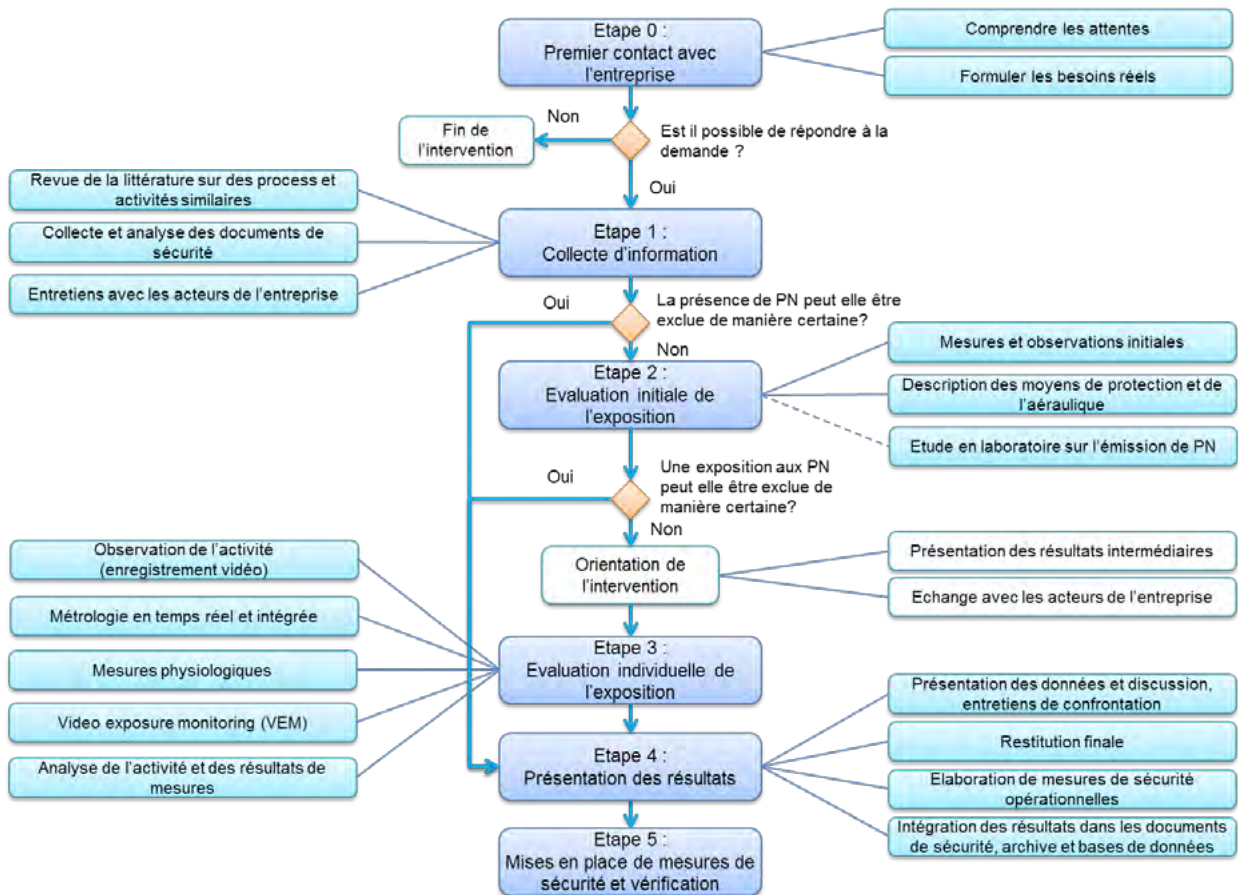 Etape 0 :
Premier contact avec
l'entreprise
Comprendre les attentes
Formuler les besoins réels
Non
Fin de
l'intervention
Est il possible de répondre à la
demande ?
Oui
Revue de la littérature sur des process et
activités similaires
Collecte et analyse des documents de
sécurité
Entretiens avec les acteurs de l'entreprise
Etape 1 :
Collecte d'information
Oui
La présence de PN peut elle être
exclue de manière certaine?
Non
Etape 2 :
Evaluation initiale de
l'exposition
Mesures et observations initiales
Description des moyens de protection et de
l'aéraulique
Etude en laboratoire sur l'émission de PN
Oui
Une exposition aux PN
peut elle être exclue de
manière certaine?
Non
Orientation de
l'intervention
Présentation des résultats intermédiaires
Echange avec les acteurs de l'entreprise
Observation de l'activité
(enregistrement vidéo)
Métrologie en temps réel et intégrée
Mesures physiologiques
Video exposure monitoring (VEM)
Analyse de l'activité et des résultats de
mesures
Etape 3 :
Evaluation individuelle de
l'exposition
Etape 4 :
Présentation des résultats
Présentation des données et discussion,
entretiens de confrontation
Restitution finale
Elaboration de mesures de sécurité
opérationnelles
Intégration des résultats dans les documents
de sécurité, archive et bases de données
Etape 5 :
Mises en place de mesures de
sécurité et vérification